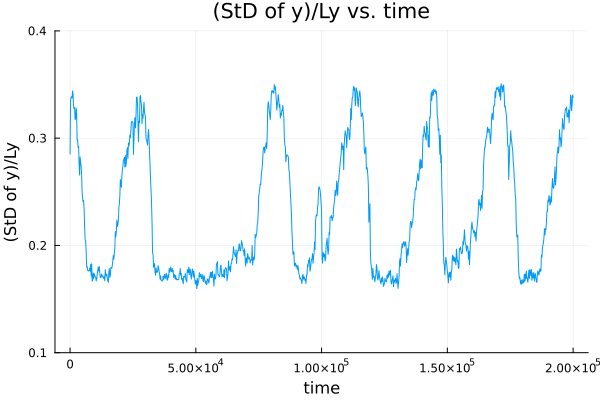 (StD of y)/Ly vs. time
(StD of y)/Ly
0.4
0.3
0.2
0.1
0 5.00×10⁴ 1.00×10⁵ 1.50×10⁵ 2.00×10⁵
time